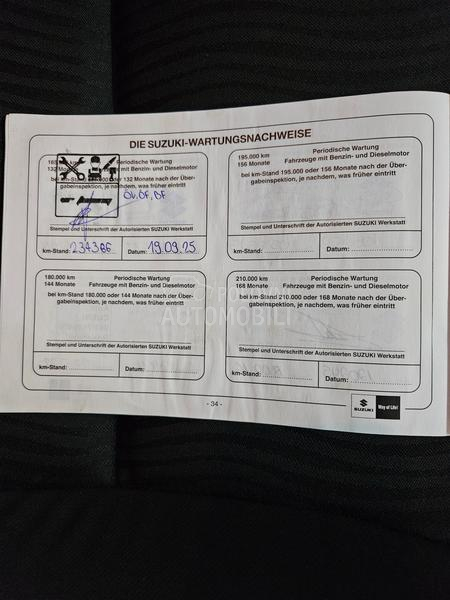 DIE SUZUKI-WARTUNGSNACHWEISE
Periodische Wartung
132 Mit Benzin- und Dieselmotor
oder 132 Monate nach der Über-
gabeinspektion, je nachdem, was früher eintritt
ÖW, ÖF, DF
Stempel und Unterschrift der Autorisierten SUZUKI Werkstatt
km-Stand: 234386 Datum: 19.09.25
195.000 km Periodische Wartung
156 Monate Fahrzeuge mit Benzin- und Dieselmotor
bei km-Stand 195.000 oder 156 Monate nach der Über-
gabeinspektion, je nachdem, was früher eintritt
Stempel und Unterschrift der Autorisierten SUZUKI Werkstatt
km-Stand: Datum:
180.000 km Periodische Wartung
144 Monate Fahrzeuge mit Benzin- und Dieselmotor
bei km-Stand 180.000 oder 144 Monate nach der Über-
gabeinspektion, je nachdem, was früher eintritt
Stempel und Unterschrift der Autorisierten SUZUKI Werkstatt
km-Stand: Datum:
210.000 km Periodische Wartung
168 Monate Fahrzeuge mit Benzin- und Dieselmotor
bei km-Stand 210.000 oder 168 Monate nach der Über-
gabeinspektion, je nachdem, was früher eintritt
Stempel und Unterschrift der Autorisierten SUZUKI Werkstatt
km-Stand: Datum:
POLOVNI
AUTOMOBILI
- 34 -
SUZUKI
Way of Life!